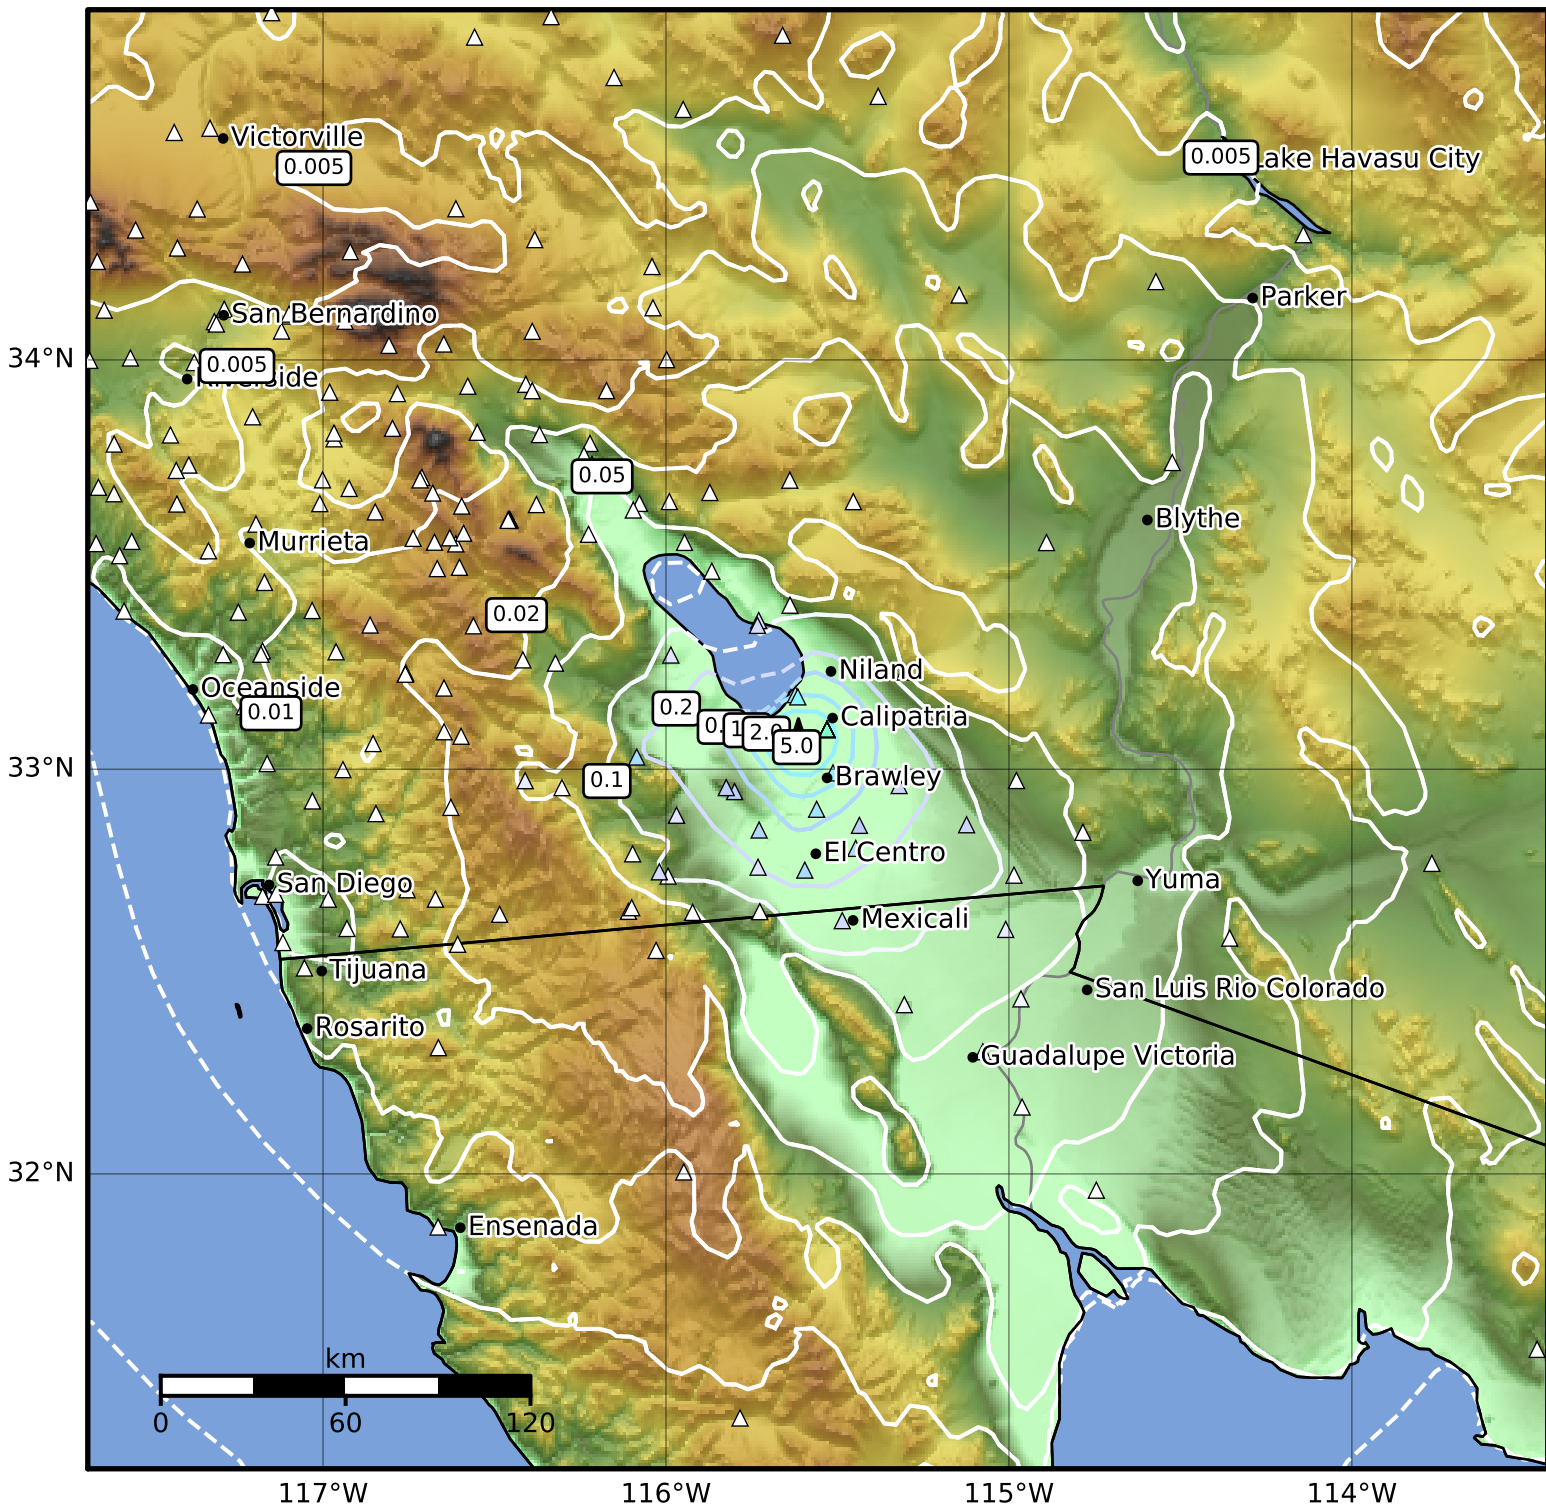 Victorville
0.005
0.005
Lake Havasu City
Parker
San Bernardino
34°N
0.005
Riverside
0.05
Blythe
Murrieta
0.02
Niland
Oceanside
0.01
0.2
2.0
5.0
Calipatria
33°N
0.1
Brawley
El Centro
San Diego
Yuma
Mexicali
Tijuana
San Luis Rio Colorado
Rosarito
Guadalupe Victoria
32°N
Ensenada
km
0 60 120
117°W 116°W 115°W 114°W